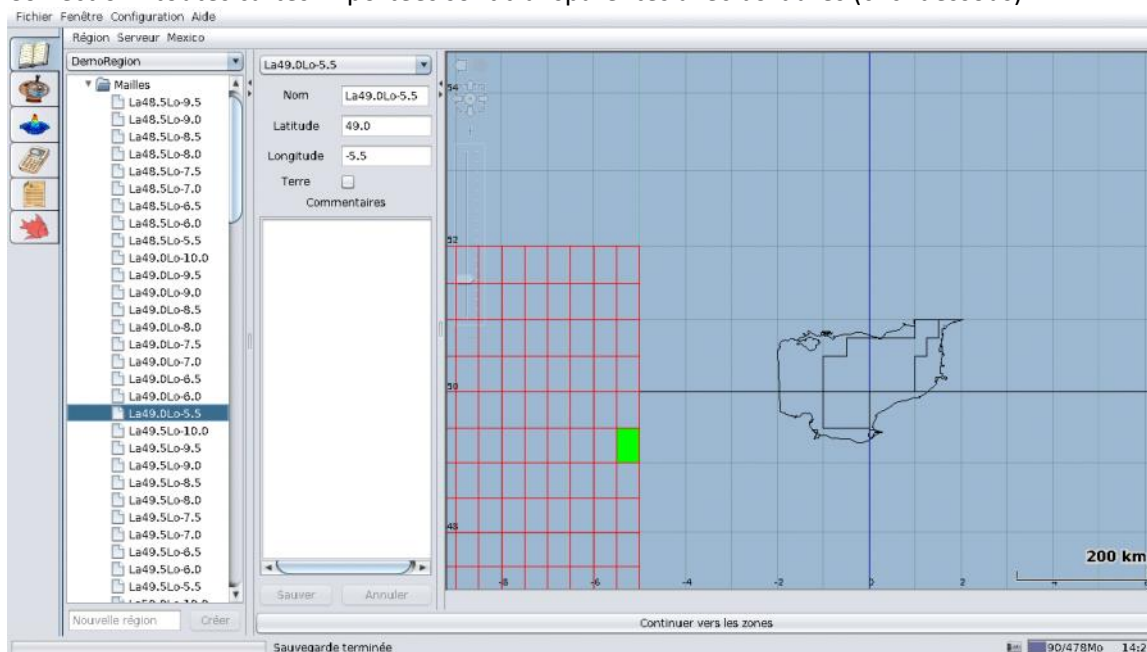 Fichier Fenêtre Configuration Aide
Région Serveur Mexico
DemoRegion
Mailles
La48.5Lo-9.5
La48.5Lo-9.0
La48.5Lo-8.5
La48.5Lo-8.0
La48.5Lo-7.5
La48.5Lo-7.0
La48.5Lo-6.5
La48.5Lo-6.0
La48.5Lo-5.5
La49.0Lo-10.0
La49.0Lo-9.5
La49.0Lo-9.0
La49.0Lo-8.5
La49.0Lo-8.0
La49.0Lo-7.5
La49.0Lo-7.0
La49.0Lo-6.5
La49.0Lo-6.0
La49.0Lo-5.5
La49.5Lo-10.0
La49.5Lo-9.5
La49.5Lo-9.0
La49.5Lo-8.5
La49.5Lo-8.0
La49.5Lo-7.5
La49.5Lo-7.0
La49.5Lo-6.5
La49.5Lo-6.0
La49.5Lo-5.5
Nouvelle région Créer
La49.0Lo-5.5
Nom La49.0Lo-5.5
Latitude 49.0
Longitude -5.5
Terre
Commentaires
Sauver Annuler
54
52
50
48
-8 -6 -4 -2 0 2 4
200 km
Continuer vers les zones
Sauvegarde terminée
90/478Mo 14:2